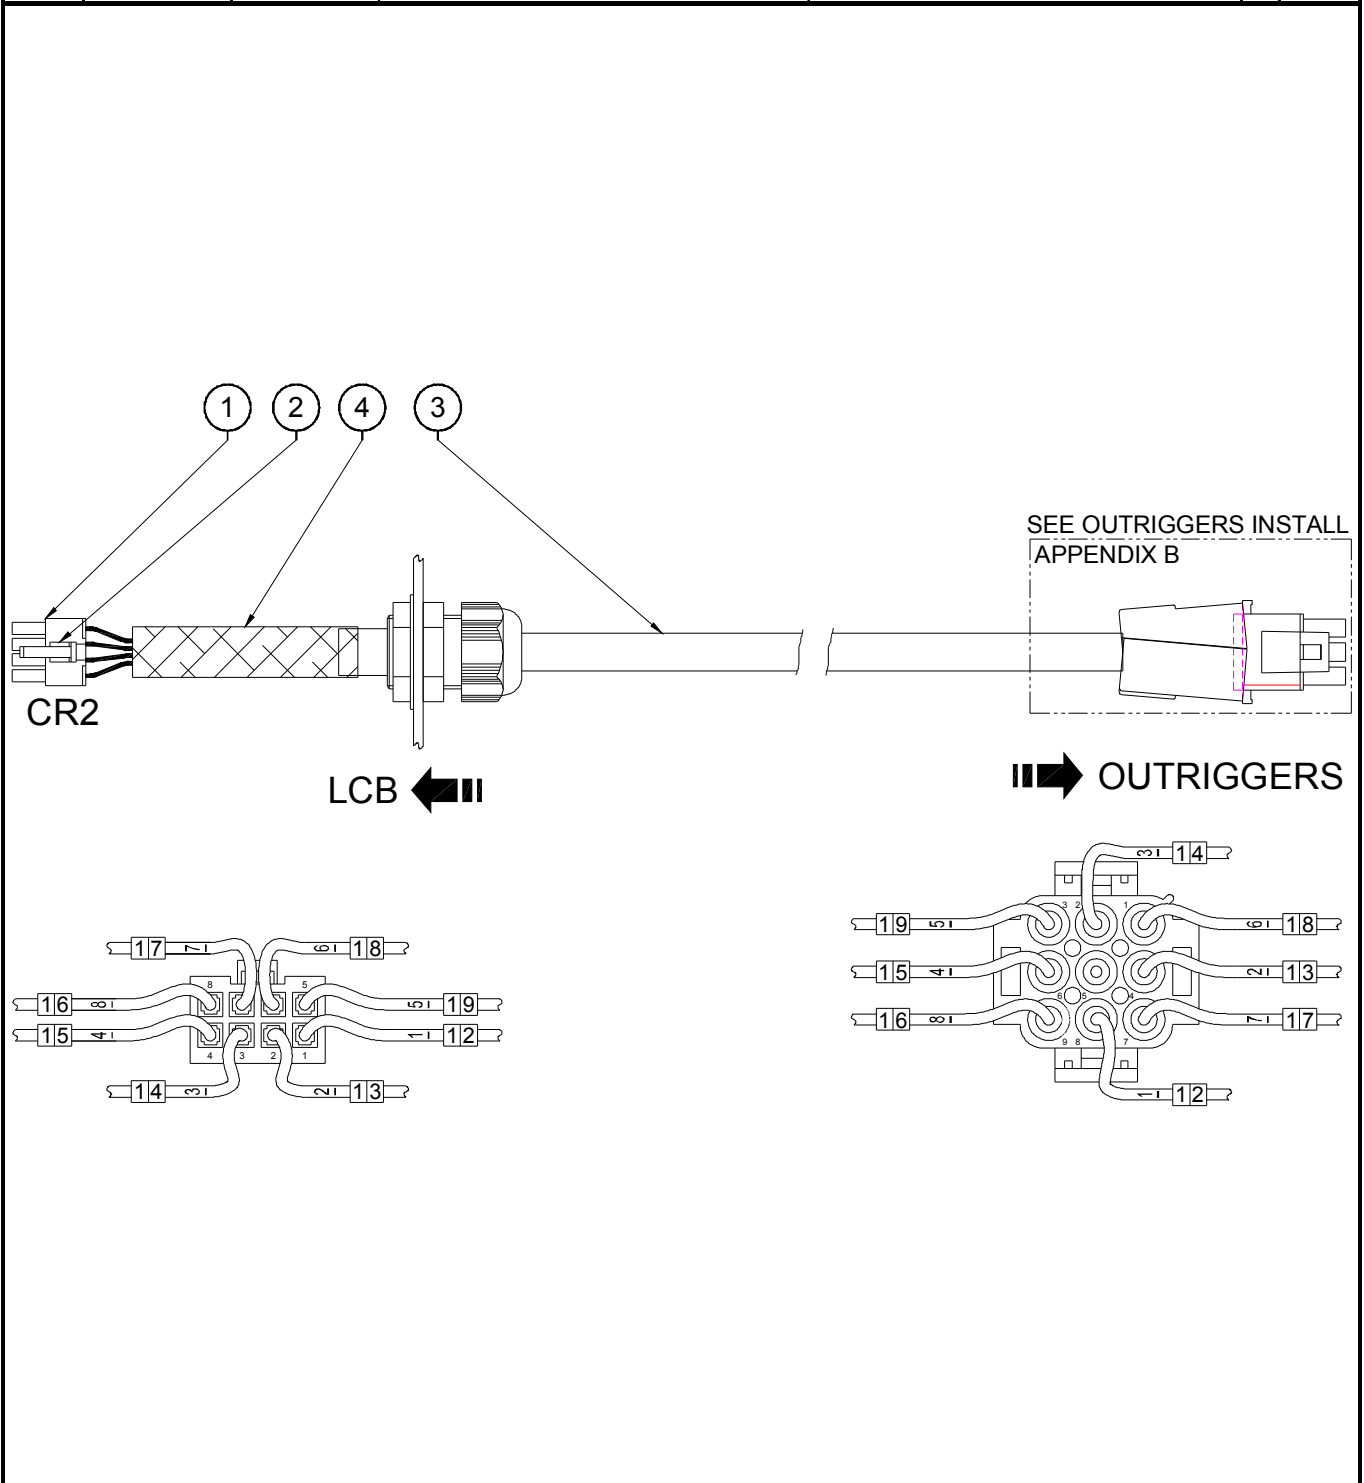 1 2 4 3
SEE OUTRIGGERS INSTALL
APPENDIX B
CR2
LCB
OUTRIGGERS
3 14
19 5 3 2 1 6 18
15 4 2 13
6 5 4
16 8 7 17
9 8 7
1 12
17 7 6 18
8 5
16 8 5 19
15 4 1 12
4 3 2 1
14 3 2 13